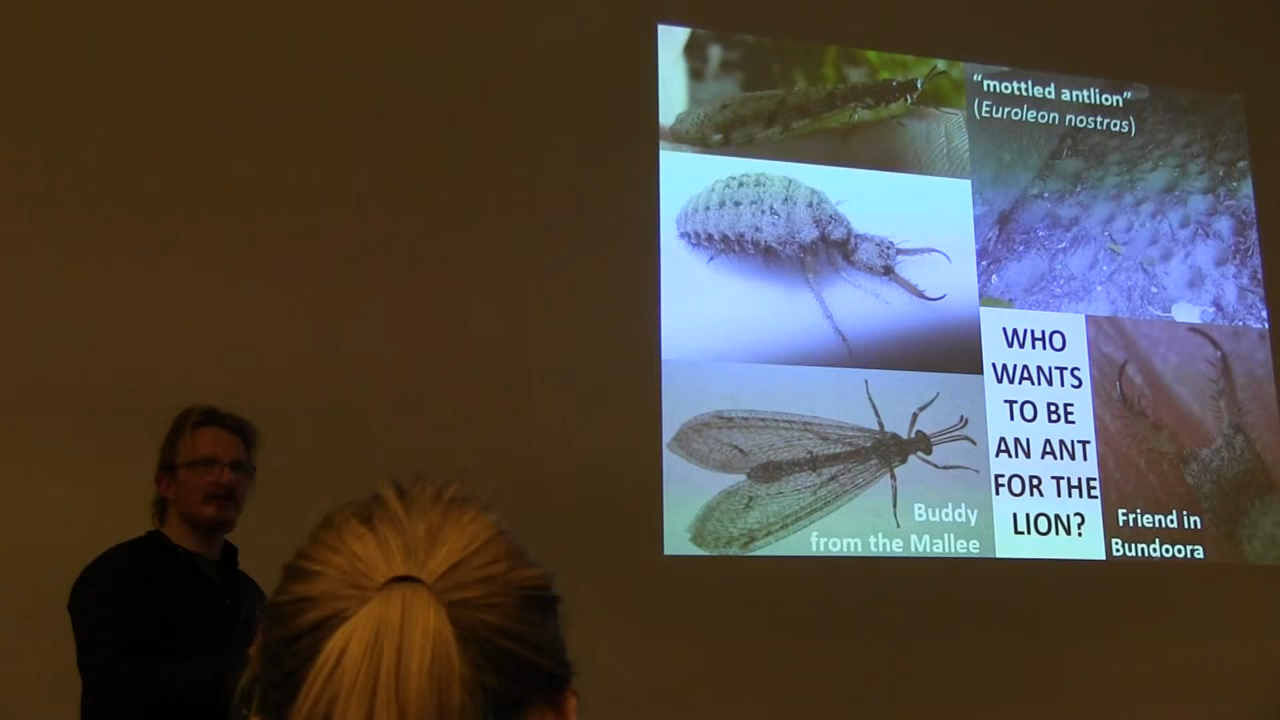 “mottled antlion”
(Euroleon nostras)
WHO
WANTS
TO BE
AN ANT
FOR THE
LION?
Buddy
from the Mallee
Friend in
Bundoora